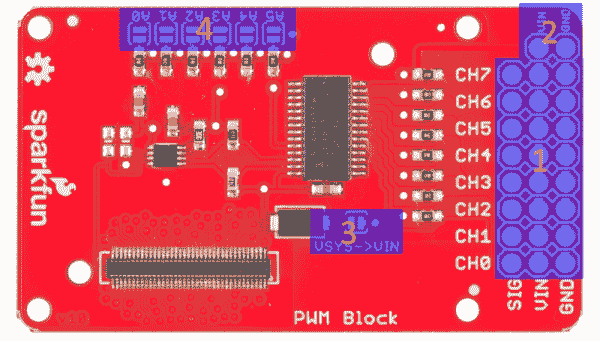 A0 A1 A2 A3 A4 A5
4
VIN GND
2
CH7
CH6
CH5
CH4
CH3
CH2
CH1
CH0
1
sparkfun
3
VSYS->VIN
SIG VIN GND
PWM Block
v10